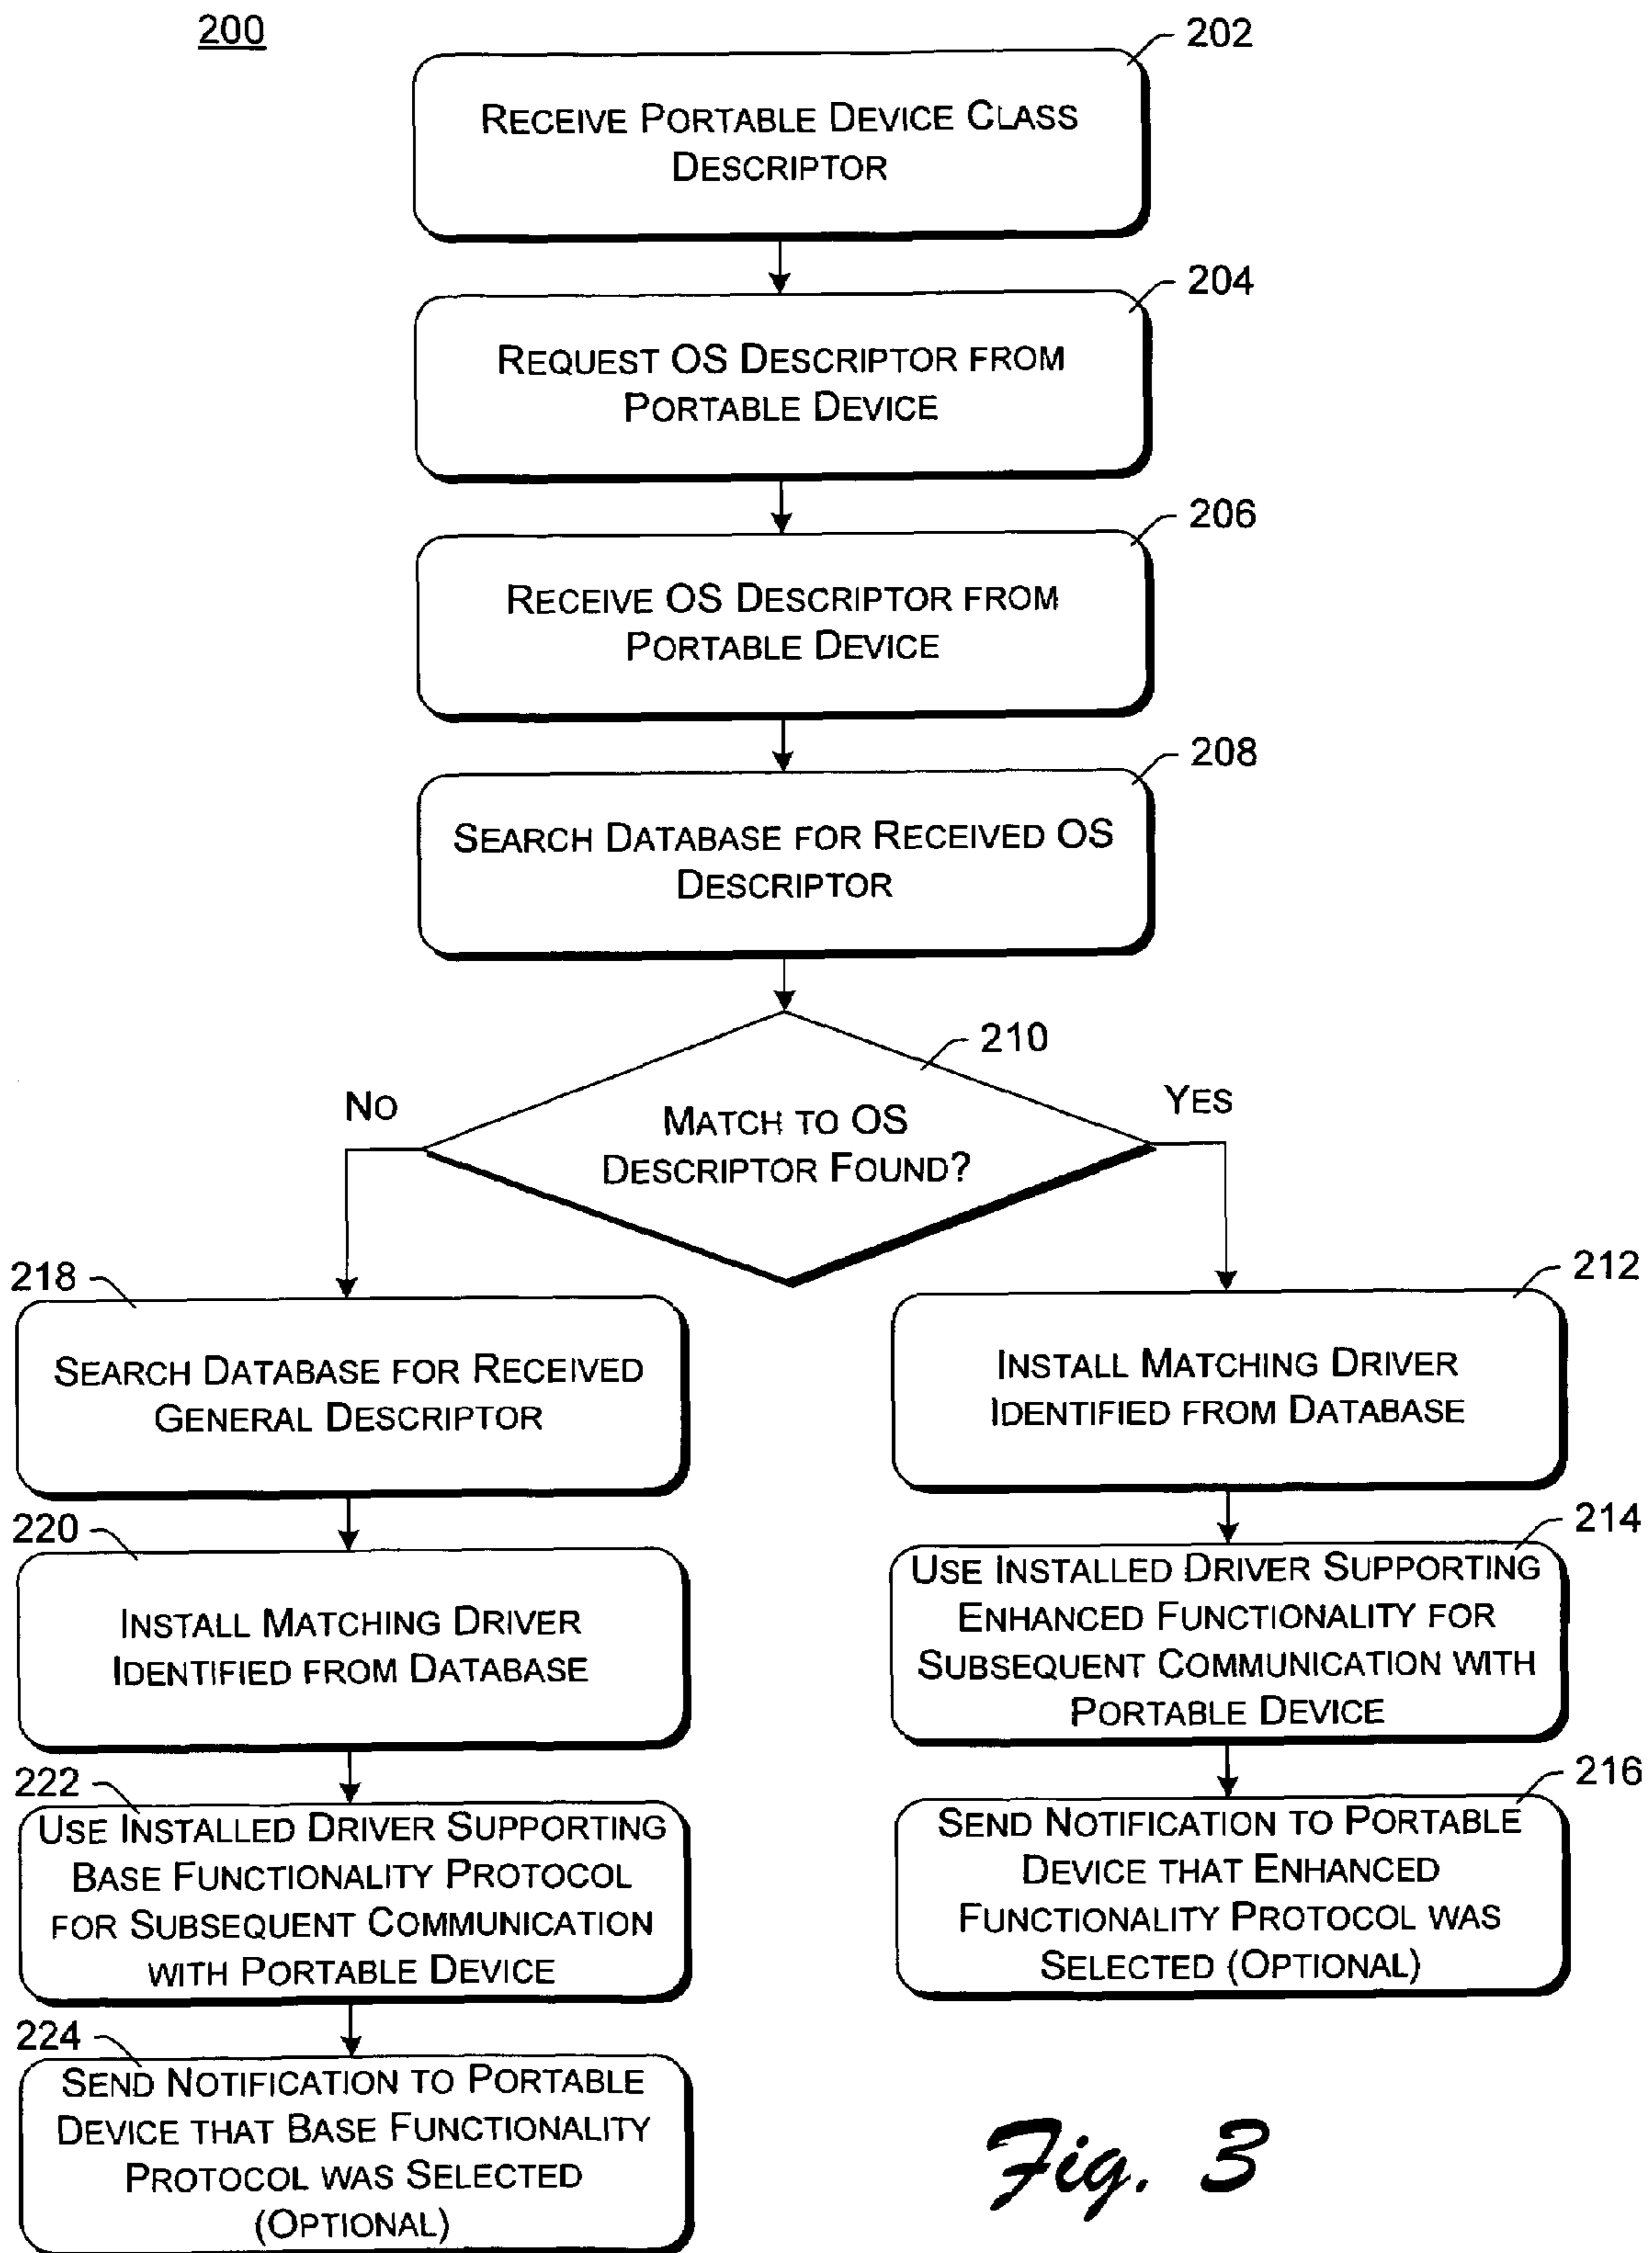 200
202
RECEIVE PORTABLE DEVICE CLASS
DESCRIPTOR
204
REQUEST OS DESCRIPTOR FROM
PORTABLE DEVICE
206
RECEIVE OS DESCRIPTOR FROM
PORTABLE DEVICE
208
SEARCH DATABASE FOR RECEIVED OS
DESCRIPTOR
210
NO
YES
MATCH TO OS
DESCRIPTOR FOUND?
218
SEARCH DATABASE FOR RECEIVED
GENERAL DESCRIPTOR
220
INSTALL MATCHING DRIVER
IDENTIFIED FROM DATABASE
222
USE INSTALLED DRIVER SUPPORTING
BASE FUNCTIONALITY PROTOCOL
FOR SUBSEQUENT COMMUNICATION
WITH PORTABLE DEVICE
224
SEND NOTIFICATION TO PORTABLE
DEVICE THAT BASE FUNCTIONALITY
PROTOCOL WAS SELECTED
(OPTIONAL)
212
INSTALL MATCHING DRIVER
IDENTIFIED FROM DATABASE
214
USE INSTALLED DRIVER SUPPORTING
ENHANCED FUNCTIONALITY FOR
SUBSEQUENT COMMUNICATION WITH
PORTABLE DEVICE
216
SEND NOTIFICATION TO PORTABLE
DEVICE THAT ENHANCED
FUNCTIONALITY PROTOCOL WAS
SELECTED (OPTIONAL)
Fig. 3